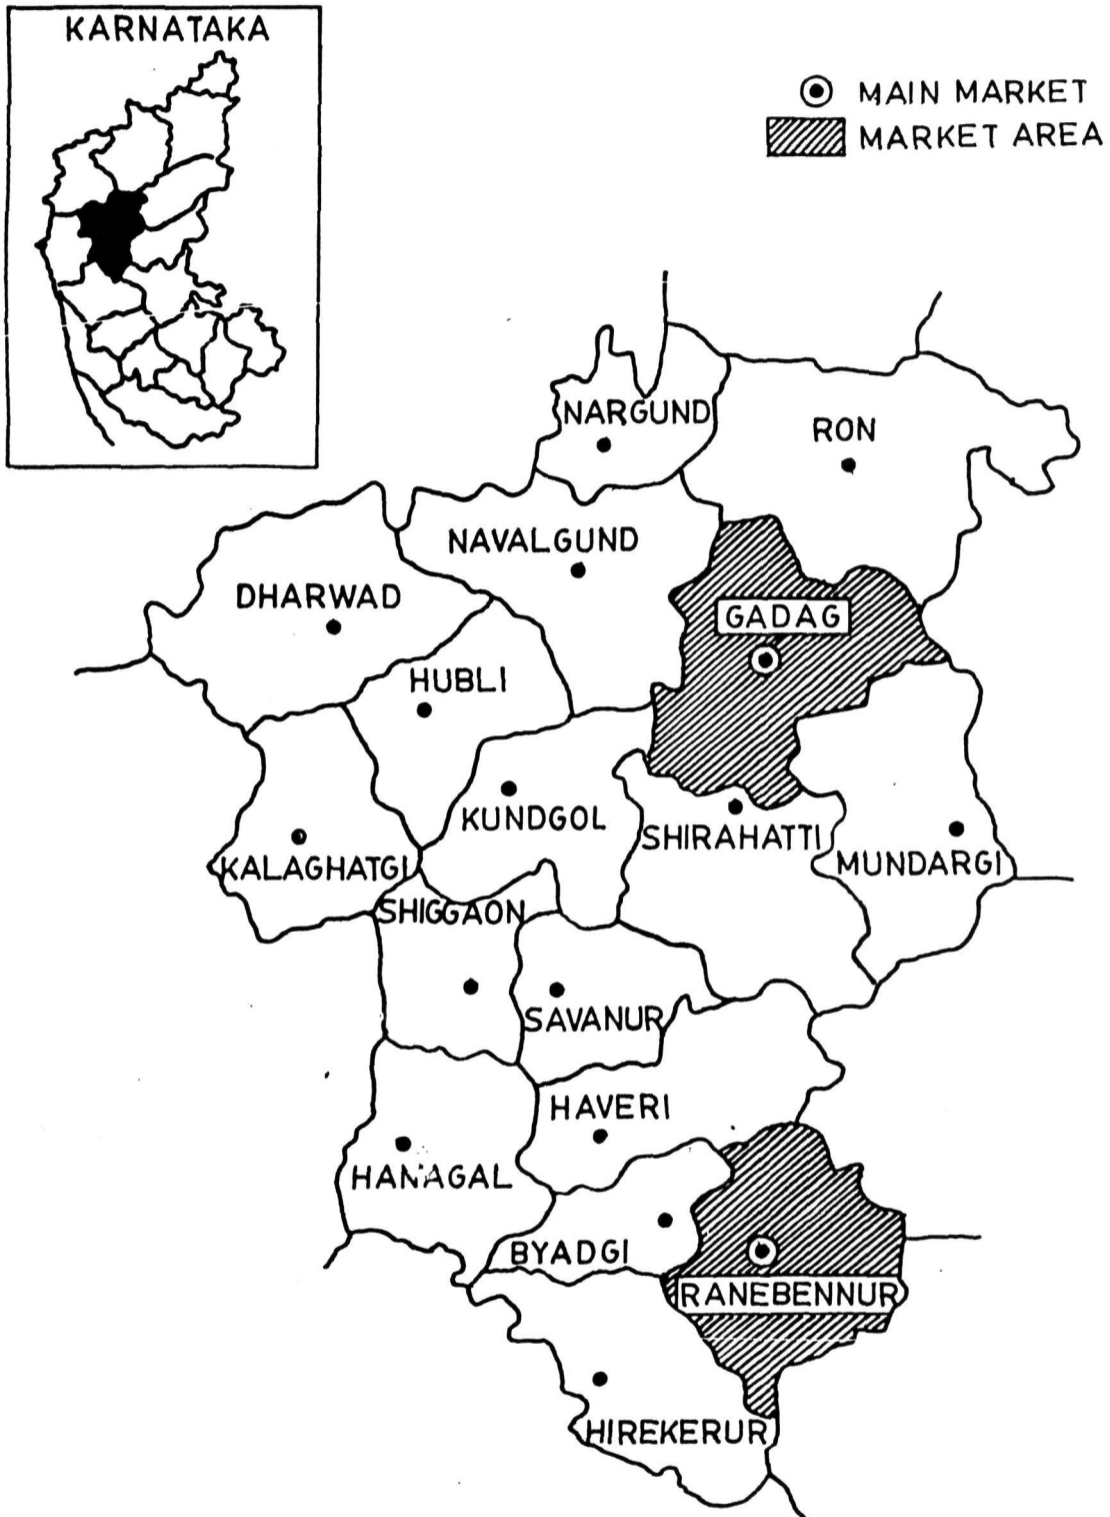 KARNATAKA
MAIN MARKET
MARKET AREA
NARGUND
RON
NAVALGUND
DHARWAD
GADAG
HUBLI
KUNDGOL
SHIRAHATTI
KALAGHATGI
MUNDARGI
SHIGGAON
SAVANUR
HAVERI
HANAGAL
BYADGI
RANEBENNUR
HIREKERUR